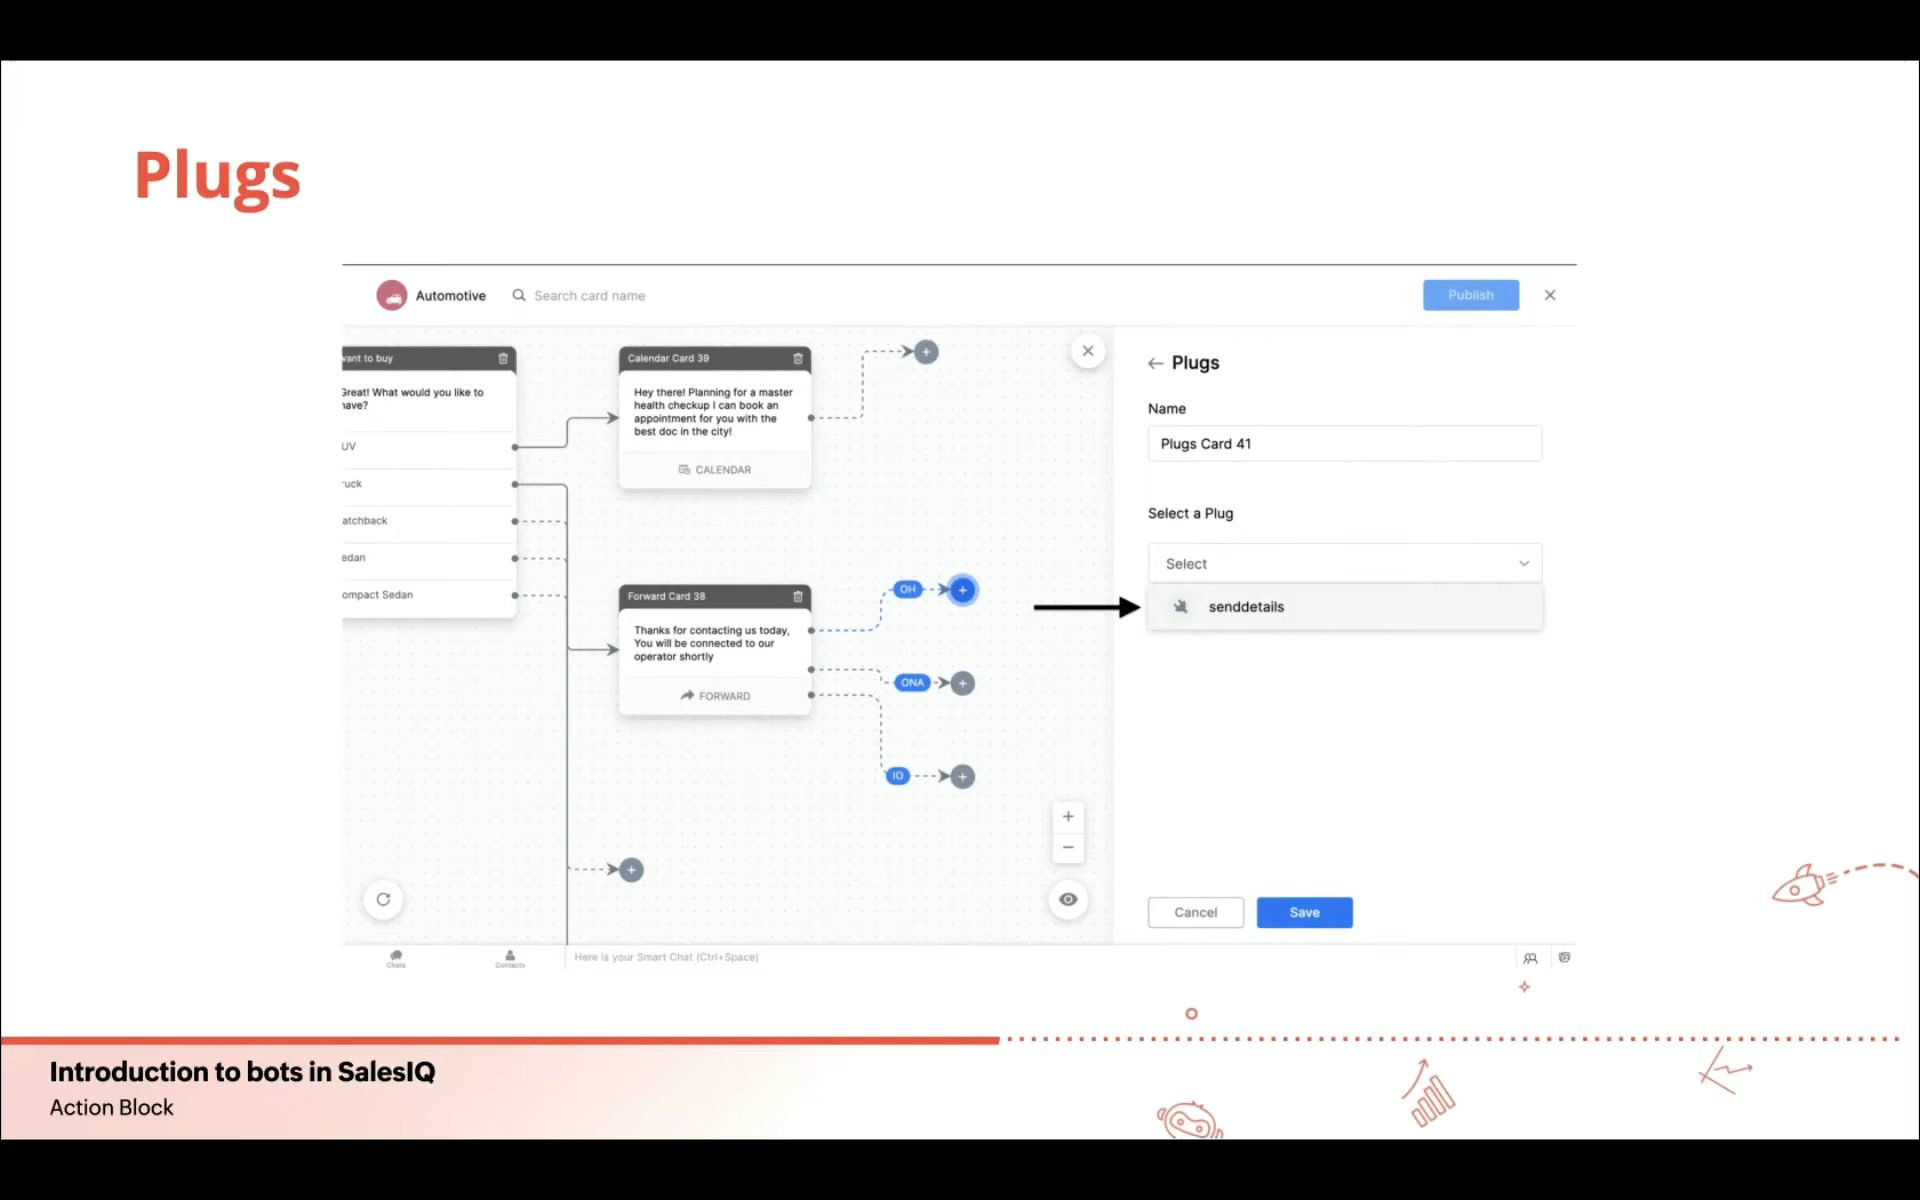 Plugs
Automotive
Search card name
Publish
want to buy
Great! What would you like to
have?
UV
ruck
atchback
edan
ompact Sedan
Calendar Card 39
Hey there! Planning for a master
health checkup I can book an
appointment for you with the
best doc in the city!
CALENDAR
Forward Card 38
Thanks for contacting us today,
You will be connected to our
operator shortly
FORWARD
OH
ONA
IO
Plugs
Name
Plugs Card 41
Select a Plug
Select
senddetails
Cancel
Save
Chats
Contacts
Here is your Smart Chat (Ctrl+Space)
Introduction to bots in SalesIQ
Action Block